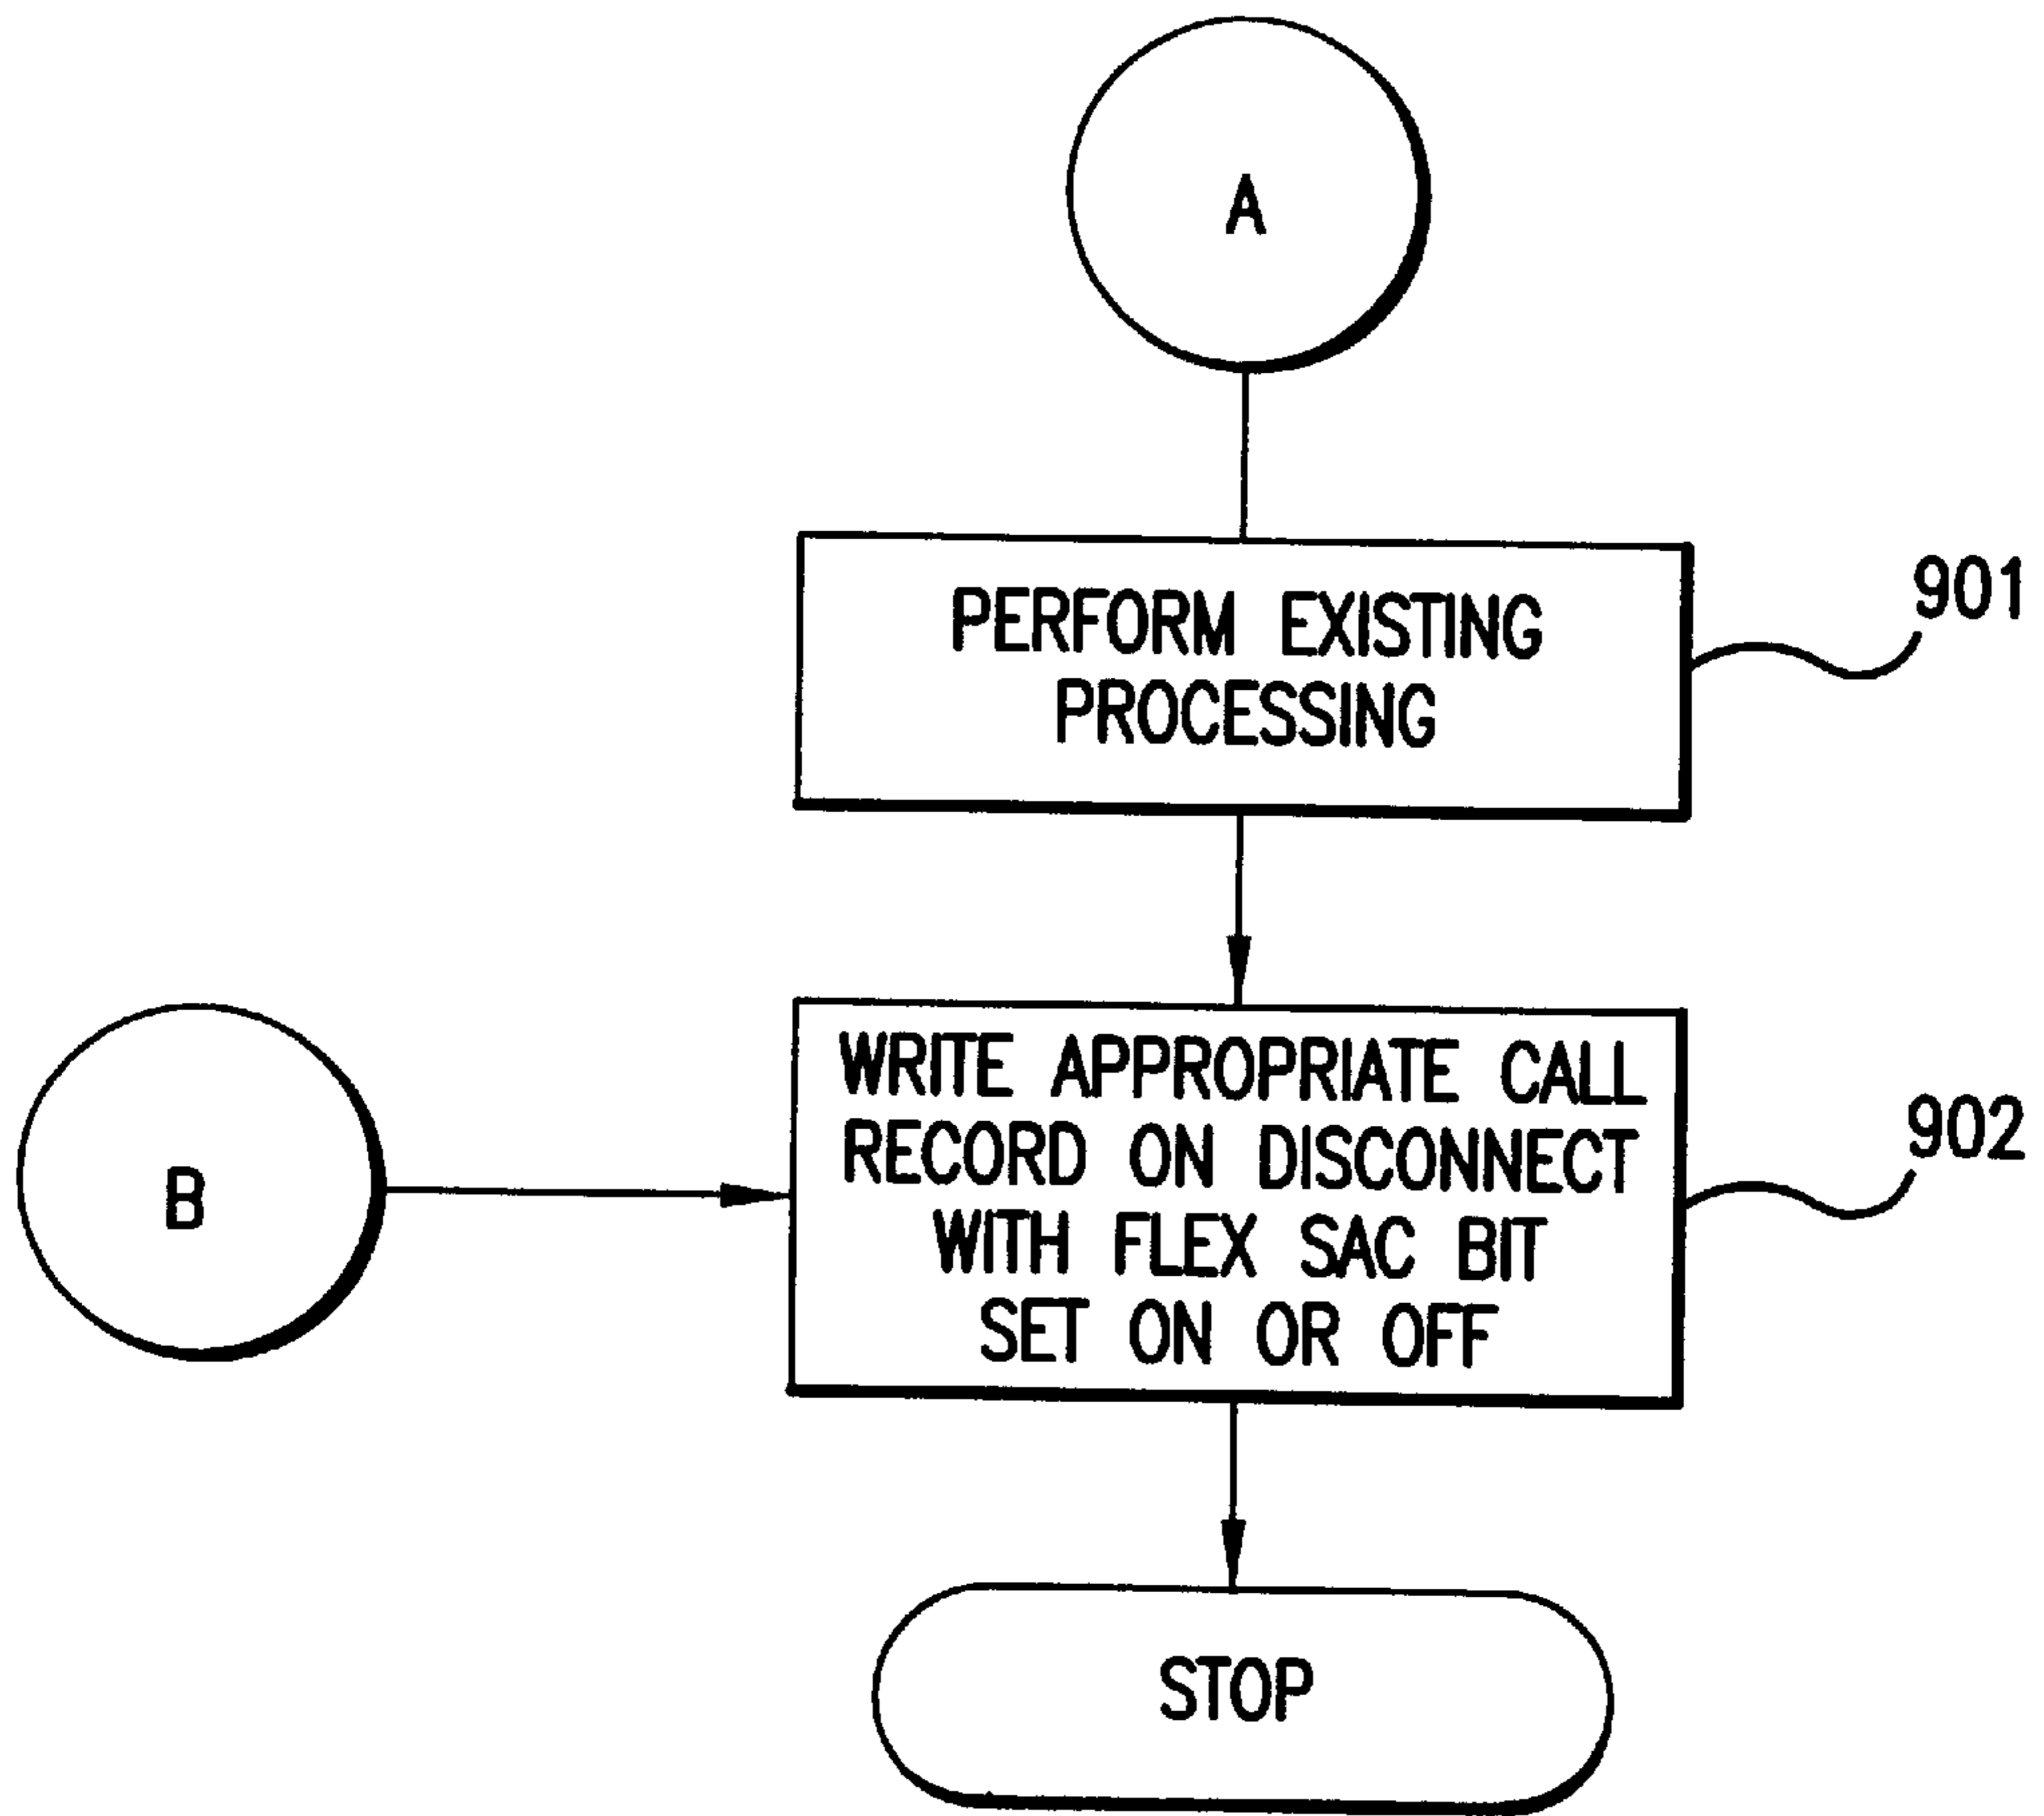 A
PERFORM EXISTING
PROCESSING
901
B
WRITE APPROPRIATE CALL
RECORD ON DISCONNECT
WITH FLEX SAC BIT
SET ON OR OFF
902
STOP